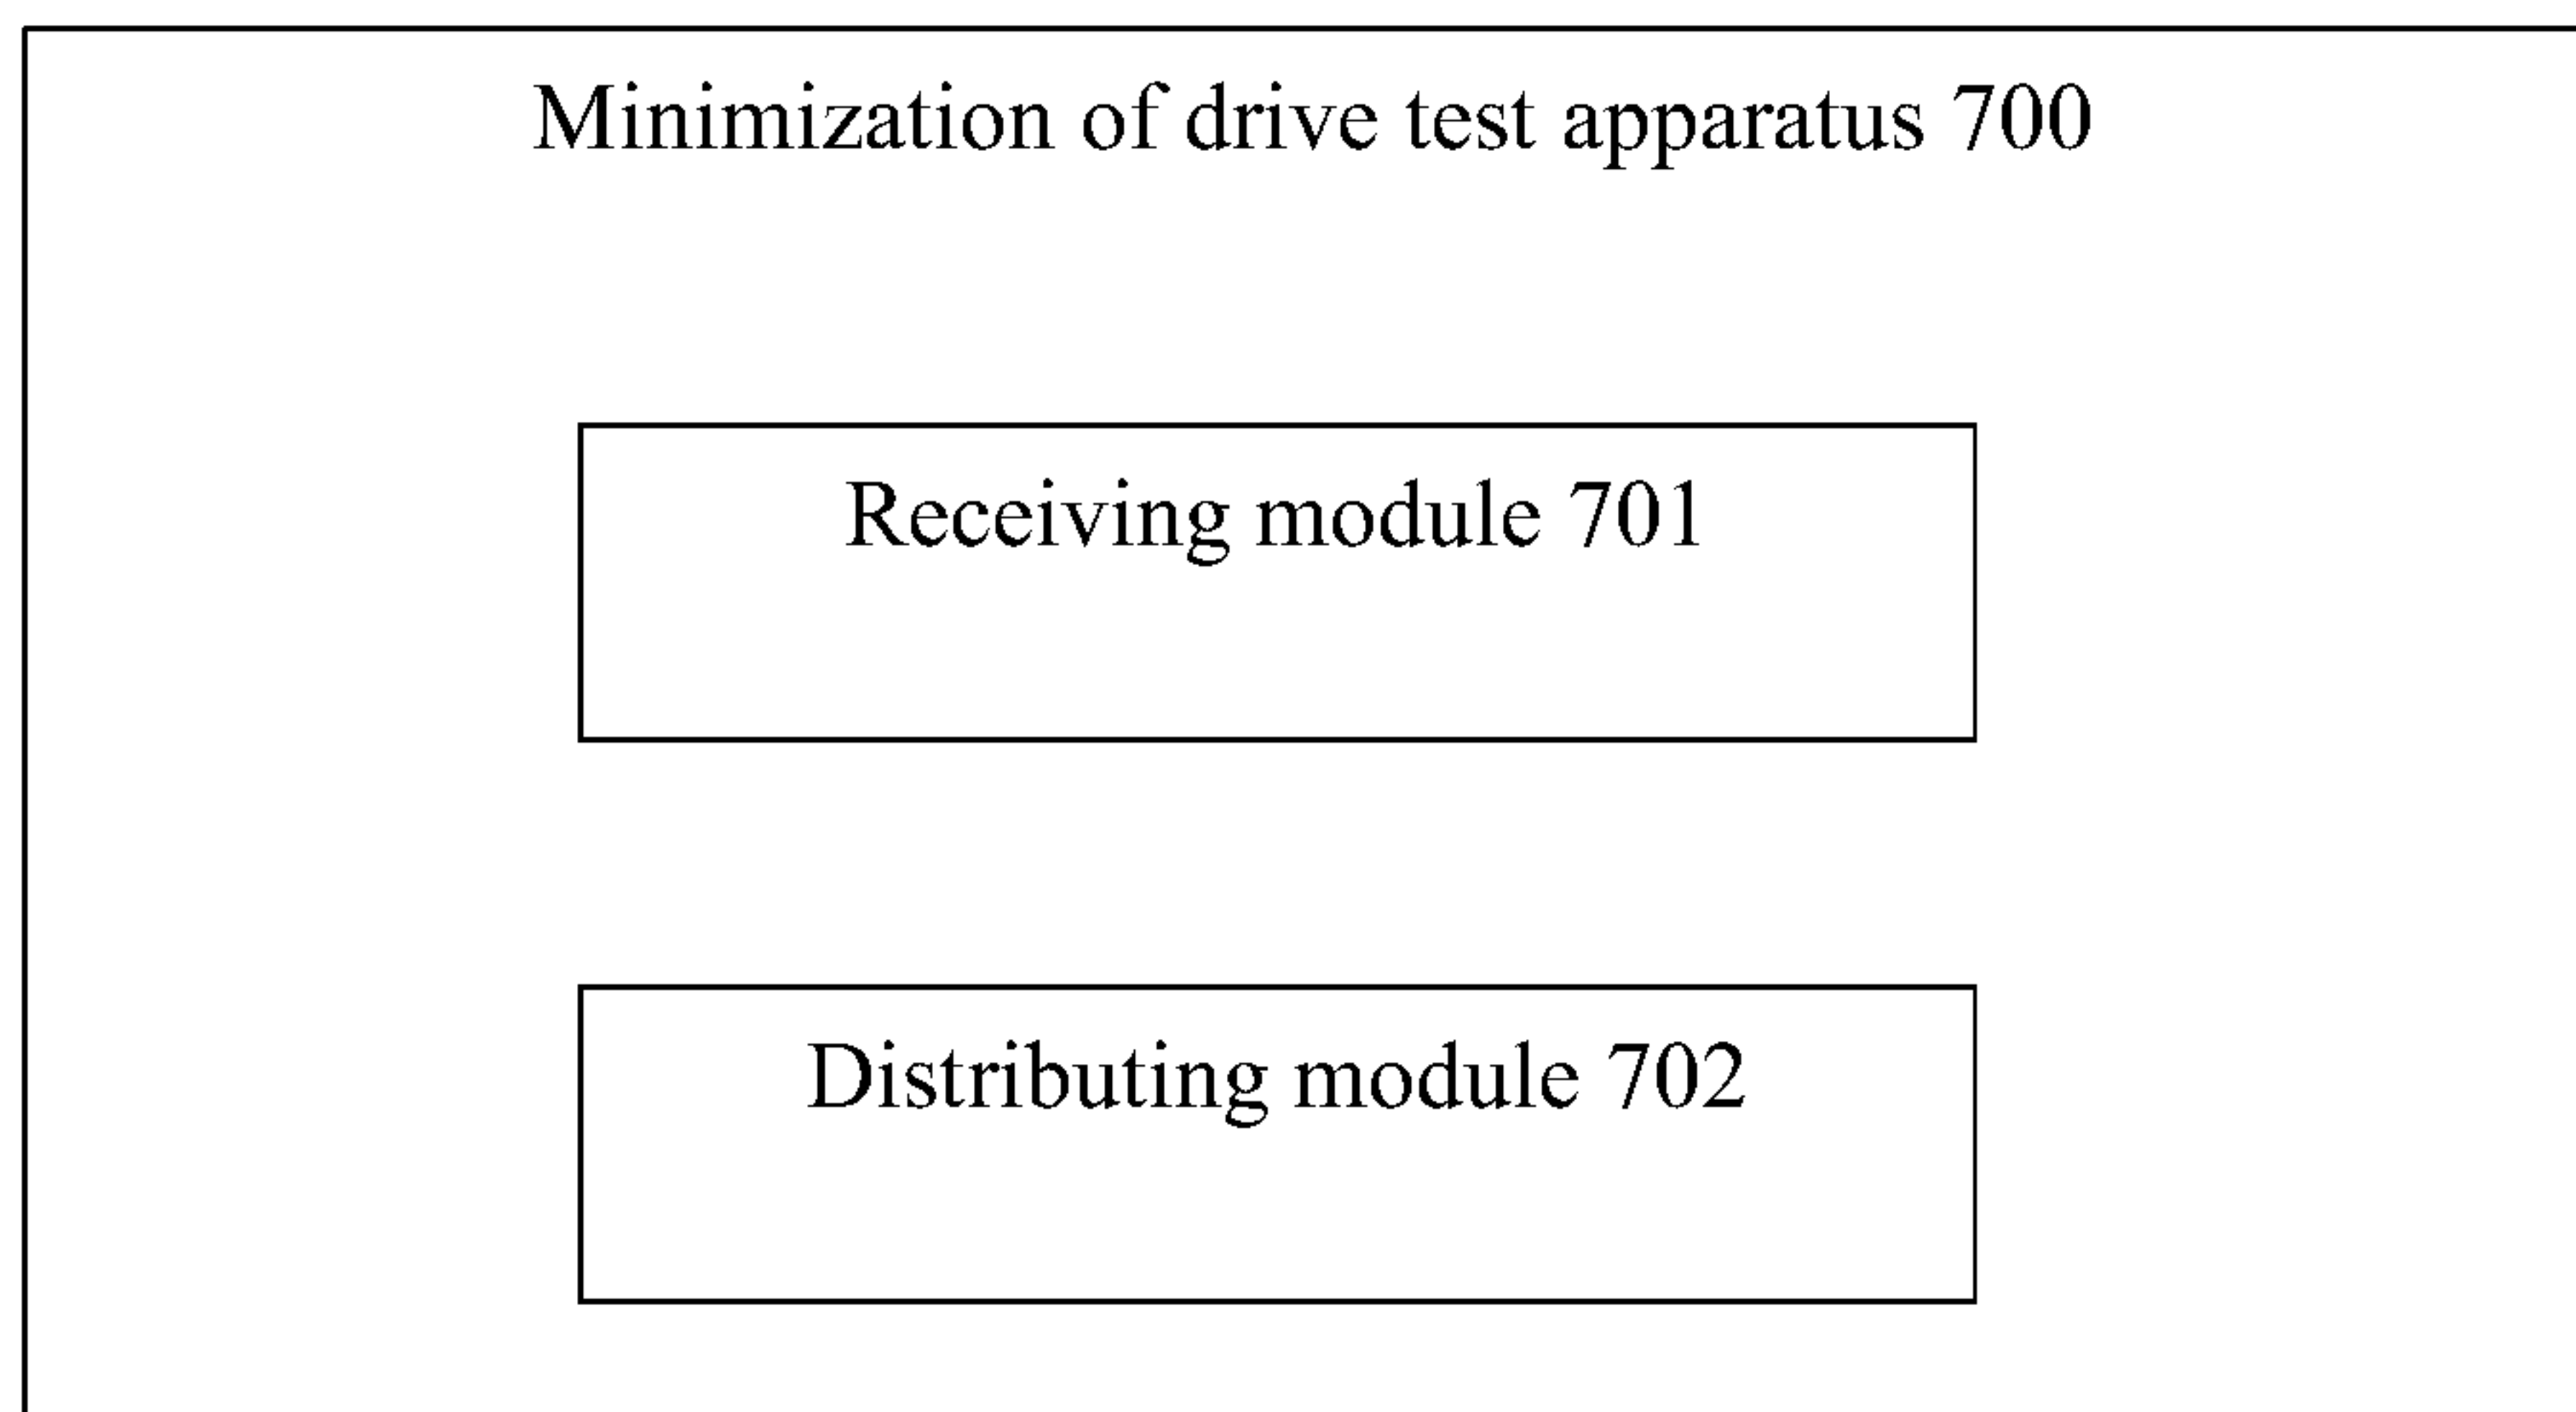 Minimization of drive test apparatus 700
Receiving module 701
Distributing module 702